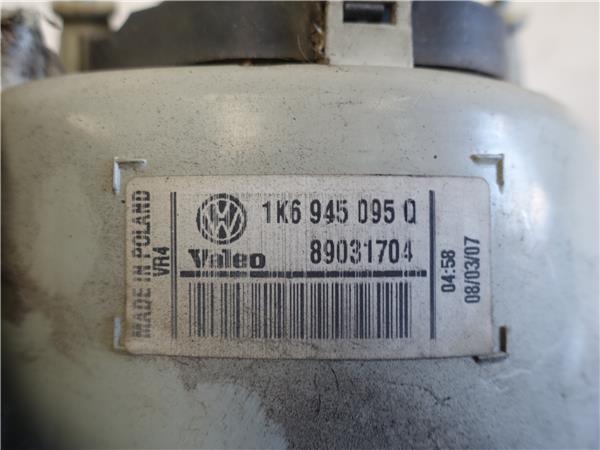 MADE IN POLAND
VR4
1K6 945 095 Q
Valeo 89031704
04:58
08/03/07